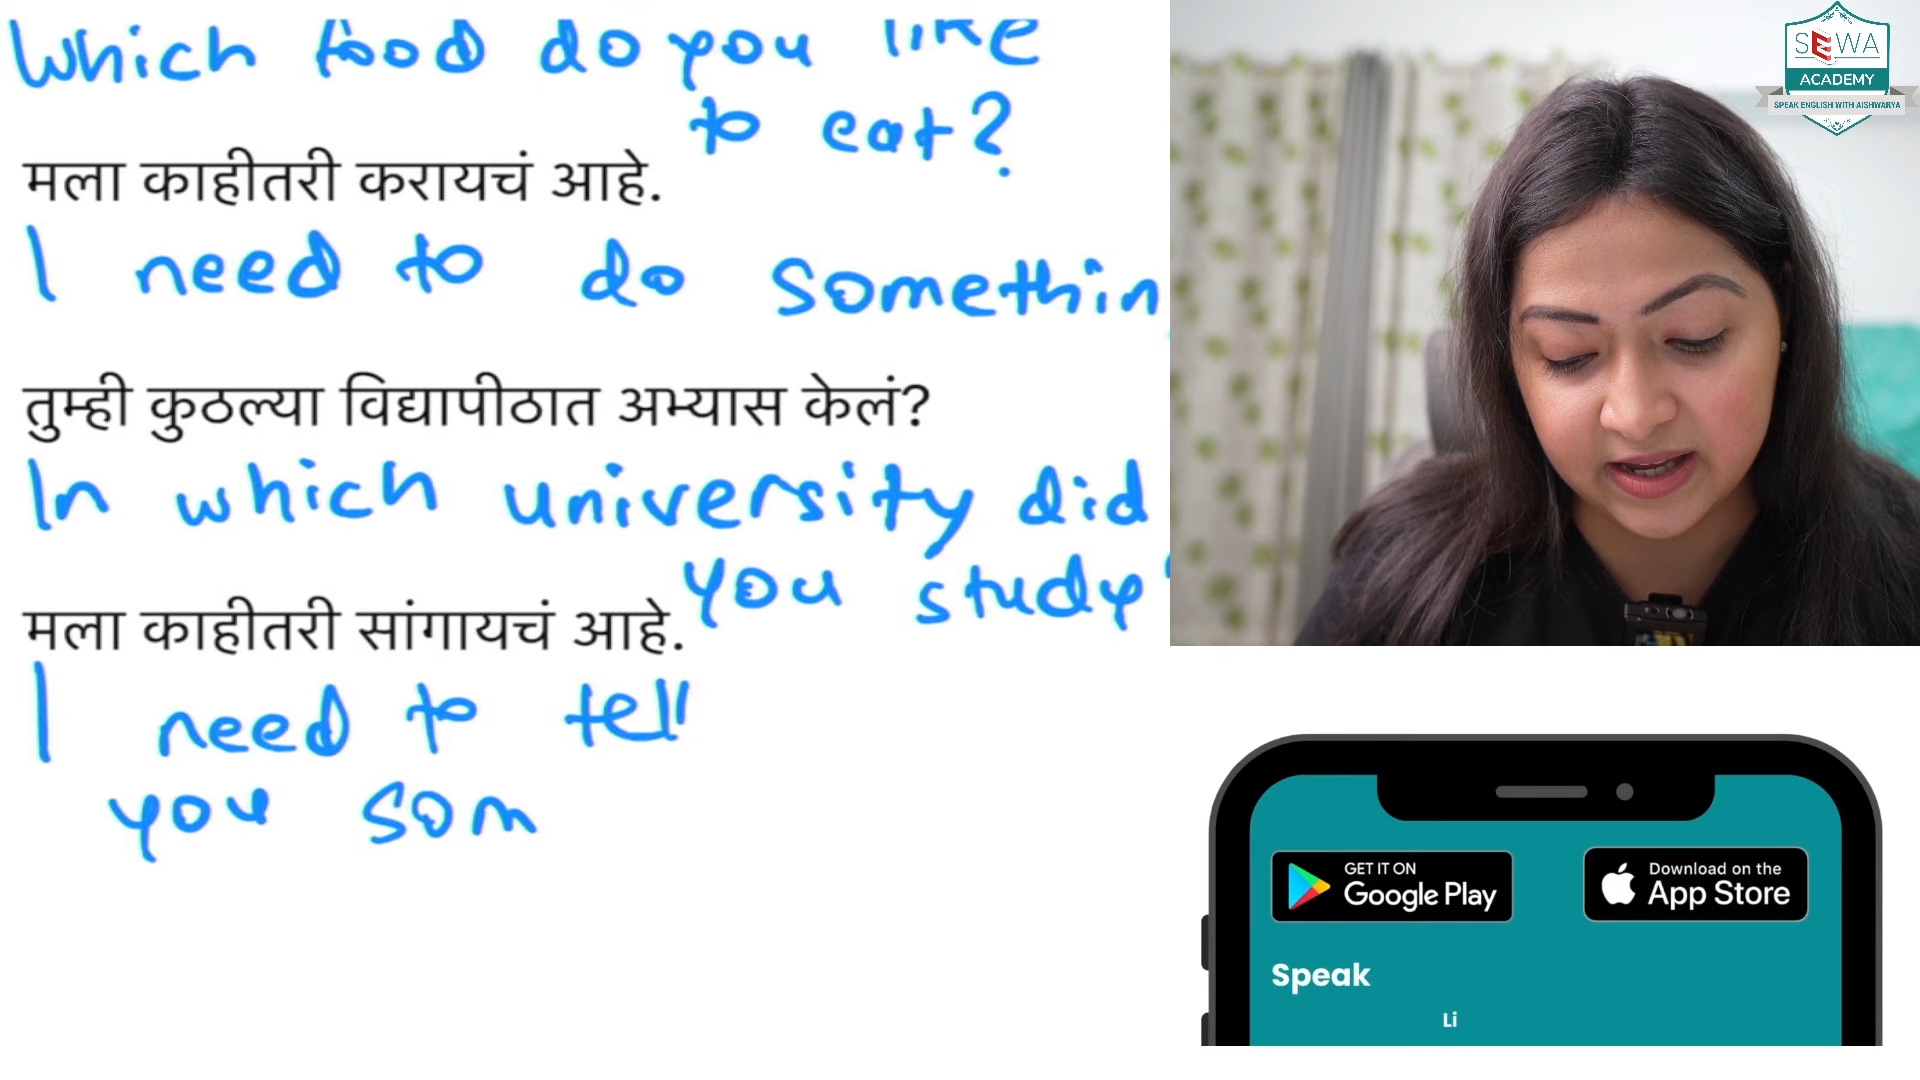 Which food do you like
to eat?
मला काहीतरी करायचं आहे.
I need to do somethin
तुम्ही कुठल्या विद्यापीठात अभ्यास केलं?
In which university did
you study
मला काहीतरी सांगायचं आहे.
I need to tell
you som
SEWA
ACADEMY
SPEAK ENGLISH WITH AISHWARYA
GET IT ON
Google Play
Download on the
App Store
Speak
Li